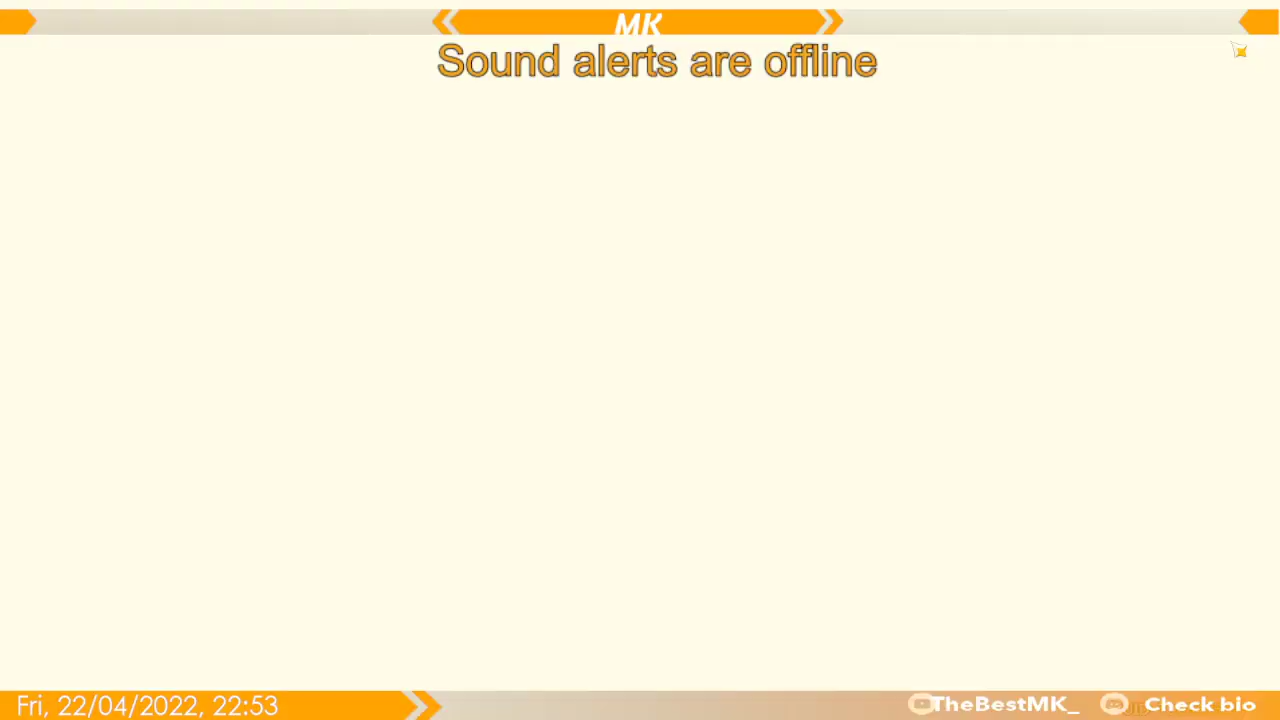 MK
Sound alerts are offline
Fri, 22/04/2022, 22:53
TheBestMK_
Check bio